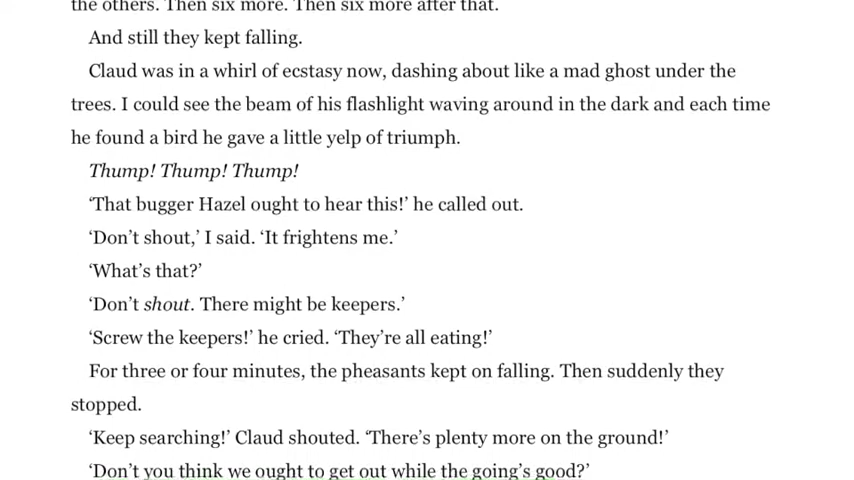 the others. Then six more. Then six more after that.
And still they kept falling.
Claud was in a whirl of ecstasy now, dashing about like a mad ghost under the
trees. I could see the beam of his flashlight waving around in the dark and each time
he found a bird he gave a little yelp of triumph.
Thump! Thump! Thump!
‘That bugger Hazel ought to hear this!’ he called out.
‘Don’t shout,’ I said. ‘It frightens me.’
‘What’s that?’
‘Don’t shout. There might be keepers.’
‘Screw the keepers!’ he cried. ‘They’re all eating!’
For three or four minutes, the pheasants kept on falling. Then suddenly they
stopped.
‘Keep searching!’ Claud shouted. ‘There’s plenty more on the ground!’
‘Don’t you think we ought to get out while the going’s good?’